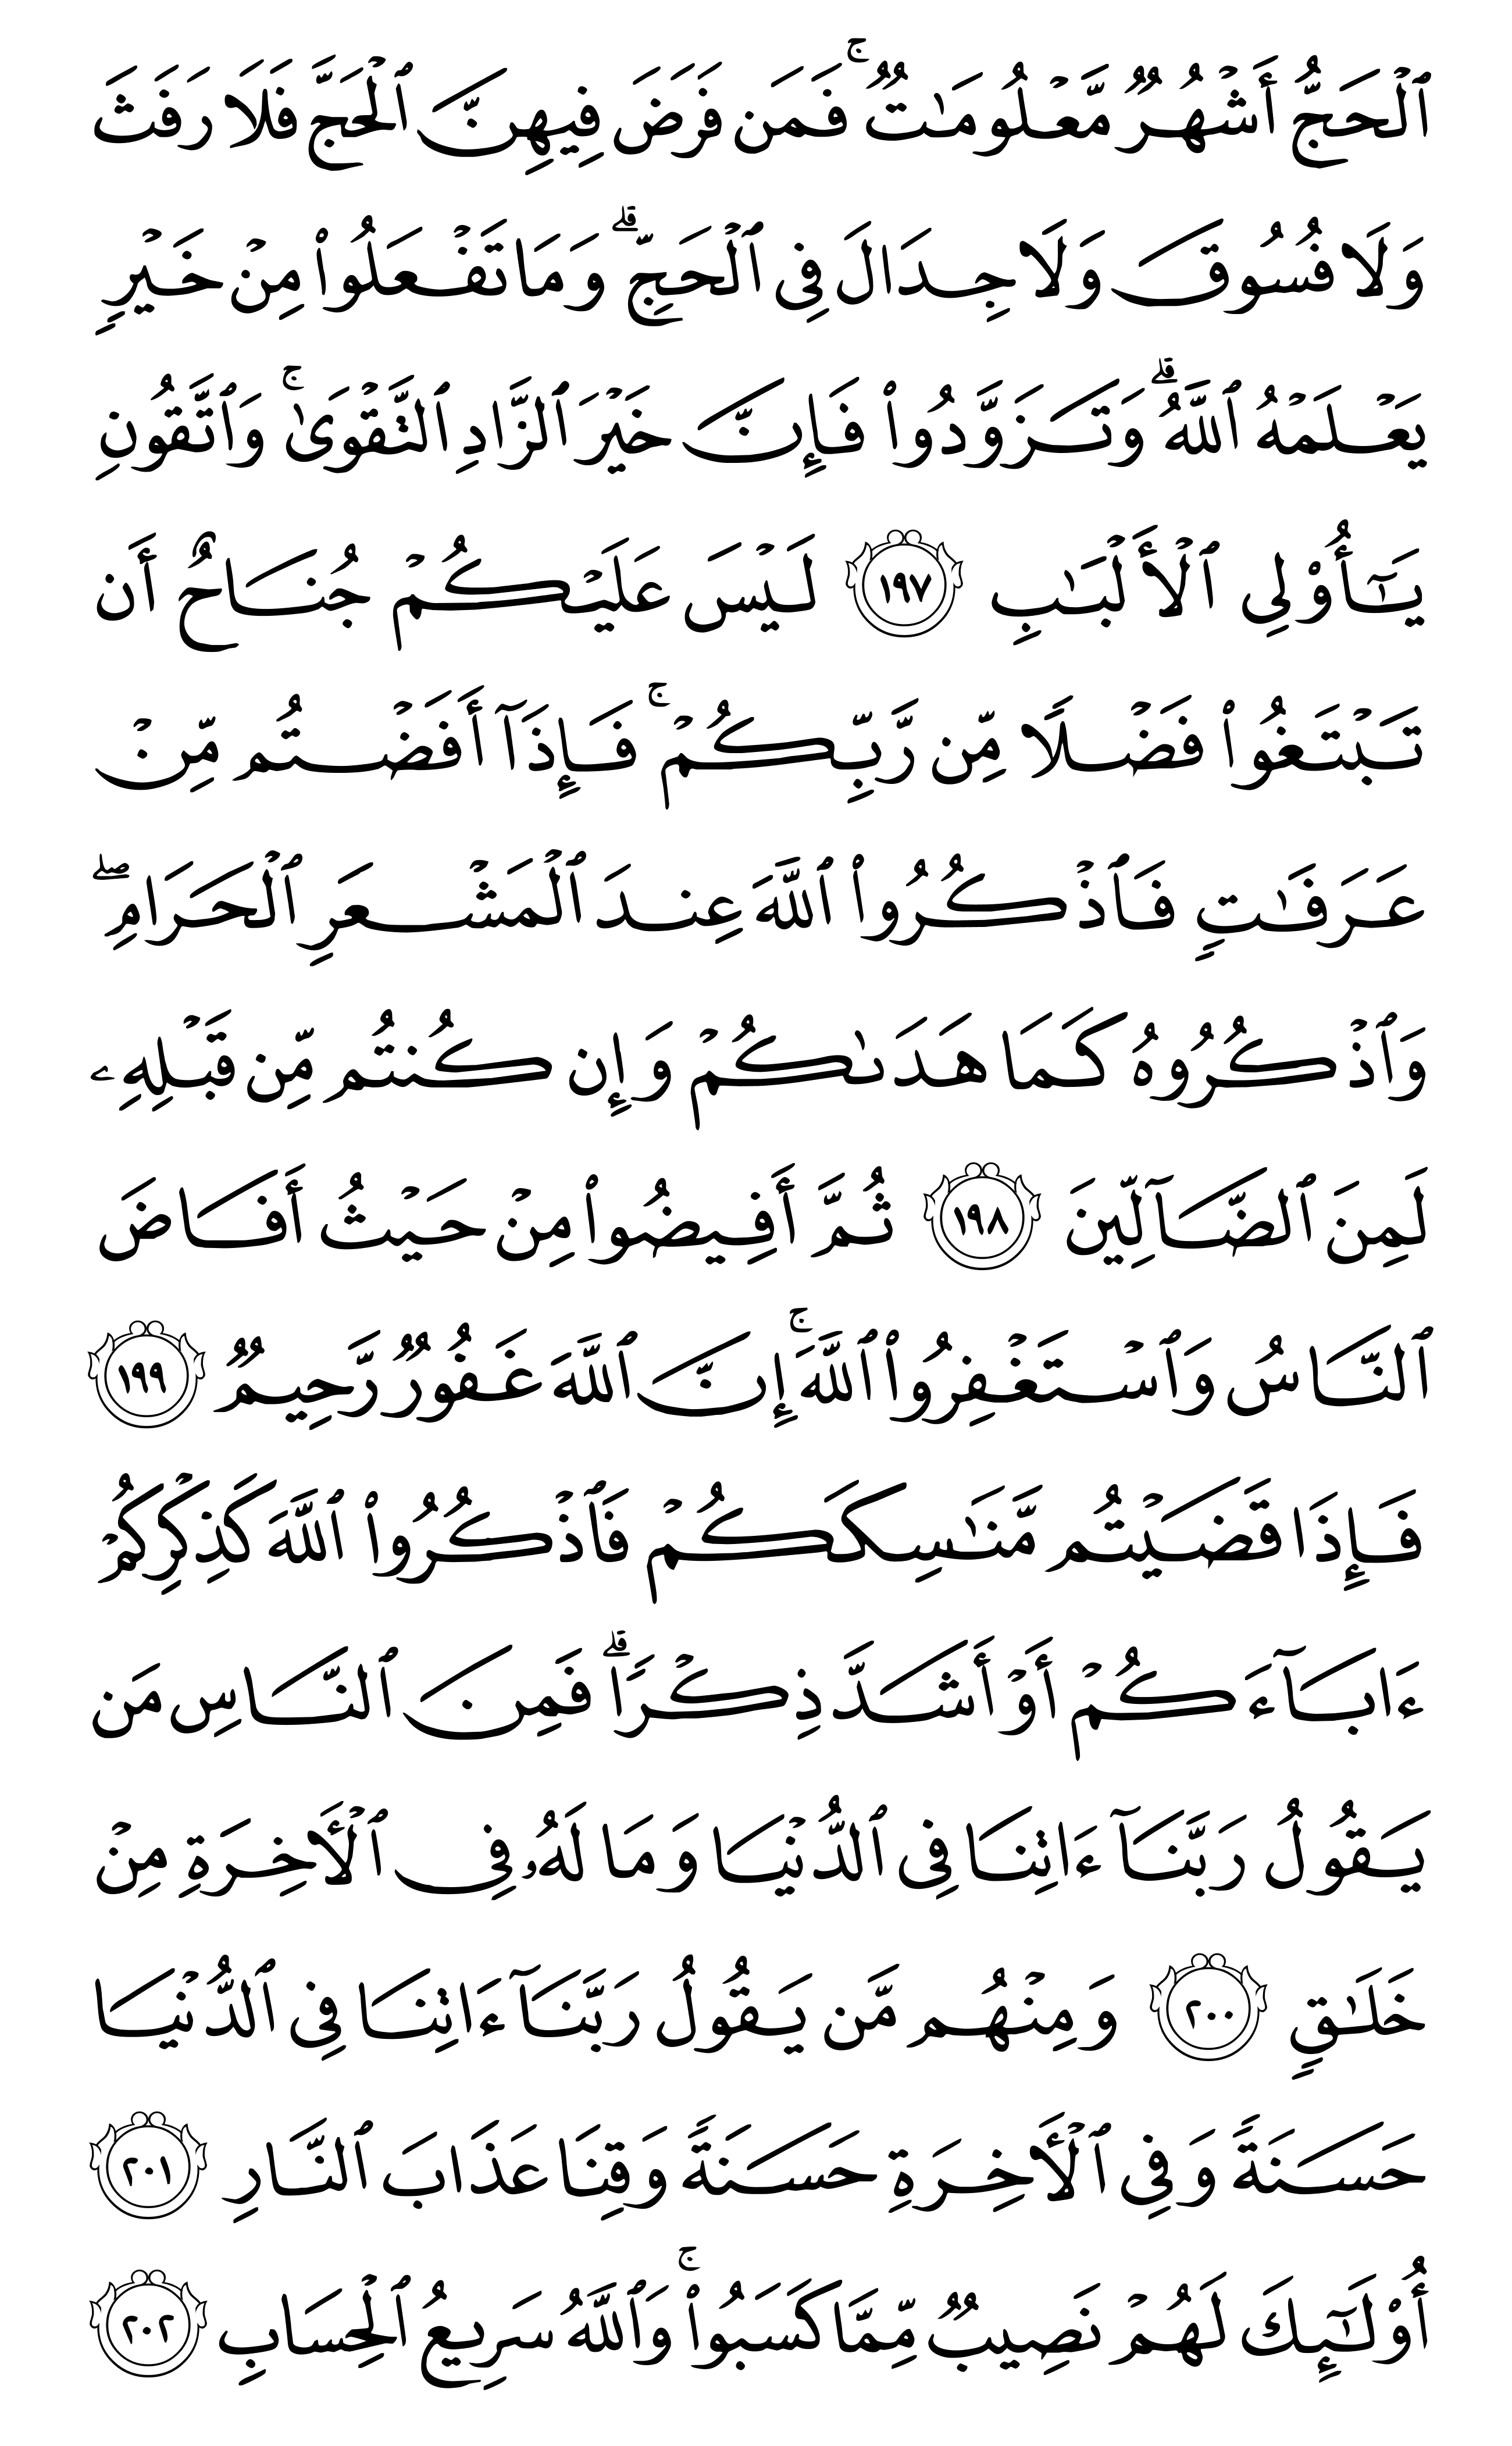 ٱلۡحَجُّ أَشۡهُرٞ مَّعۡلُومَٰتٞۚ فَمَن فَرَضَ فِيهِنَّ ٱلۡحَجَّ فَلَا رَفَثَ
وَلَا فُسُوقَ وَلَا جِدَالَ فِي ٱلۡحَجِّۗ وَمَا تَفۡعَلُواْ مِنۡ خَيۡرٖ
يَعۡلَمۡهُ ٱللَّهُۗ وَتَزَوَّدُواْ فَإِنَّ خَيۡرَ ٱلزَّادِ ٱلتَّقۡوَىٰۚ وَٱتَّقُونِ
يَٰٓأُوْلِي ٱلۡأَلۡبَٰبِ ١٩٧ لَيۡسَ عَلَيۡكُمۡ جُنَاحٌ أَن
تَبۡتَغُواْ فَضۡلٗا مِّن رَّبِّكُمۡۚ فَإِذَآ أَفَضۡتُم مِّنۡ
عَرَفَٰتٖ فَٱذۡكُرُواْ ٱللَّهَ عِندَ ٱلۡمَشۡعَرِ ٱلۡحَرَامِۖ
وَٱذۡكُرُوهُ كَمَا هَدَىٰكُمۡ وَإِن كُنتُم مِّن قَبۡلِهِۦ
لَمِنَ ٱلضَّآلِّينَ ١٩٨ ثُمَّ أَفِيضُواْ مِنۡ حَيۡثُ أَفَاضَ
ٱلنَّاسُ وَٱسۡتَغۡفِرُواْ ٱللَّهَۚ إِنَّ ٱللَّهَ غَفُورٞ رَّحِيمٞ ١٩٩
فَإِذَا قَضَيۡتُم مَّنَٰسِكَكُمۡ فَٱذۡكُرُواْ ٱللَّهَ كَذِكۡرِكُمۡ
ءَابَآءَكُمۡ أَوۡ أَشَدَّ ذِكۡرٗاۗ فَمِنَ ٱلنَّاسِ مَن
يَقُولُ رَبَّنَآ ءَاتِنَا فِي ٱلدُّنۡيَا وَمَا لَهُۥ فِي ٱلۡأٓخِرَةِ مِنۡ
خَلَٰقٖ ٢٠٠ وَمِنۡهُم مَّن يَقُولُ رَبَّنَآ ءَاتِنَا فِي ٱلدُّنۡيَا
حَسَنَةٗ وَفِي ٱلۡأٓخِرَةِ حَسَنَةٗ وَقِنَا عَذَابَ ٱلنَّارِ ٢٠١
أُوْلَٰٓئِكَ لَهُمۡ نَصِيبٞ مِّمَّا كَسَبُواْۚ وَٱللَّهُ سَرِيعُ ٱلۡحِسَابِ ٢٠٢